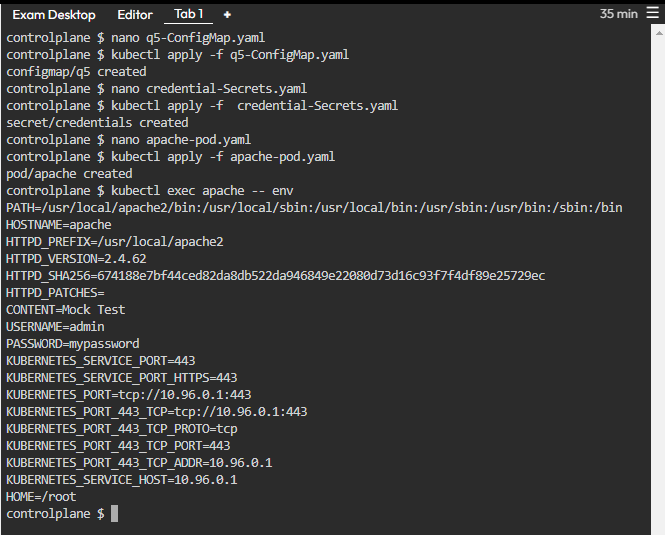 Exam Desktop Editor Tab 1 + 35 min
controlplane $ nano q5-ConfigMap.yaml
controlplane $ kubectl apply -f q5-ConfigMap.yaml
configmap/q5 created
controlplane $ nano credential-Secrets.yaml
controlplane $ kubectl apply -f  credential-Secrets.yaml
secret/credentials created
controlplane $ nano apache-pod.yaml
controlplane $ kubectl apply -f apache-pod.yaml
pod/apache created
controlplane $ kubectl exec apache -- env
PATH=/usr/local/apache2/bin:/usr/local/sbin:/usr/local/bin:/usr/sbin:/usr/bin:/sbin:/bin
HOSTNAME=apache
HTTPD_PREFIX=/usr/local/apache2
HTTPD_VERSION=2.4.62
HTTPD_SHA256=674188e7bf44ced82da8db522da946849e22080d73d16c93f7f4df89e25729ec
HTTPD_PATCHES=
CONTENT=Mock Test
USERNAME=admin
PASSWORD=mypassword
KUBERNETES_SERVICE_PORT=443
KUBERNETES_SERVICE_PORT_HTTPS=443
KUBERNETES_PORT=tcp://10.96.0.1:443
KUBERNETES_PORT_443_TCP=tcp://10.96.0.1:443
KUBERNETES_PORT_443_TCP_PROTO=tcp
KUBERNETES_PORT_443_TCP_PORT=443
KUBERNETES_PORT_443_TCP_ADDR=10.96.0.1
KUBERNETES_SERVICE_HOST=10.96.0.1
HOME=/root
controlplane $